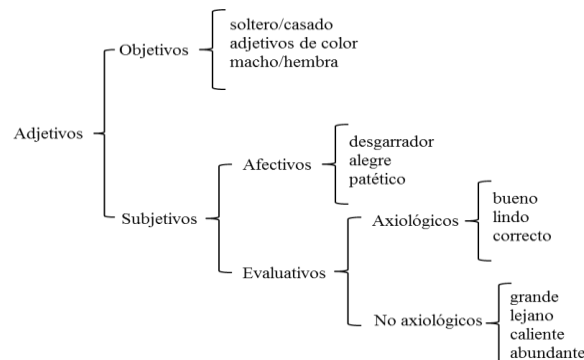 Adjetivos
Objetivos
soltero/casado
adjetivos de color
macho/hembra
Subjetivos
Afectivos
desgarrador
alegre
patético
Evaluativos
Axiológicos
bueno
lindo
correcto
No axiológicos
grande
lejano
caliente
abundante